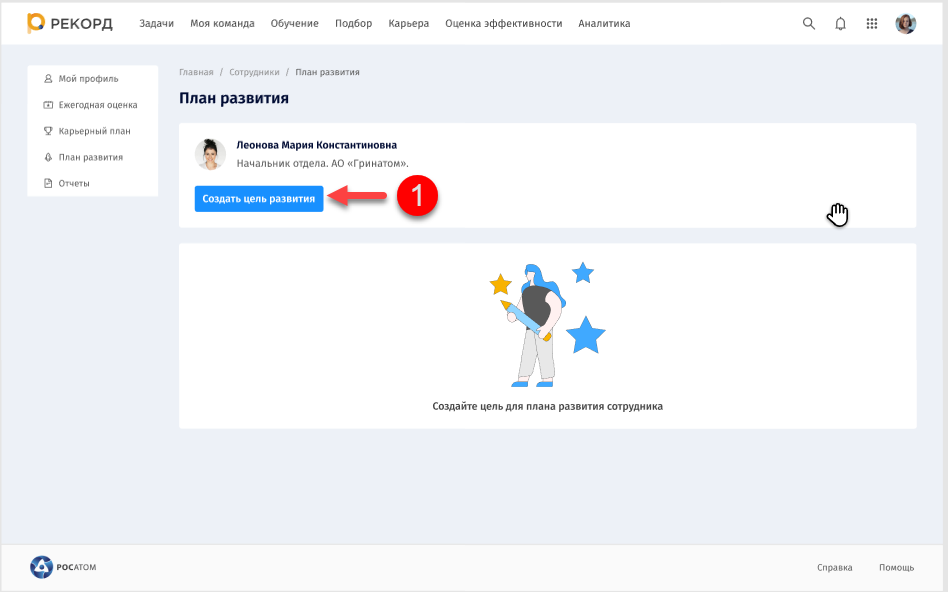 РЕКОРД Задачи Моя команда Обучение Подбор Карьера Оценка эффективности Аналитика
Мой профиль
Ежегодная оценка
Карьерный план
План развития
Отчеты
Главная / Сотрудники / План развития
План развития
Леонова Мария Константиновна
Начальник отдела. АО «Гринатом».
Создать цель развития 1
Создайте цель для плана развития сотрудника
РОСАТОМ Справка Помощь